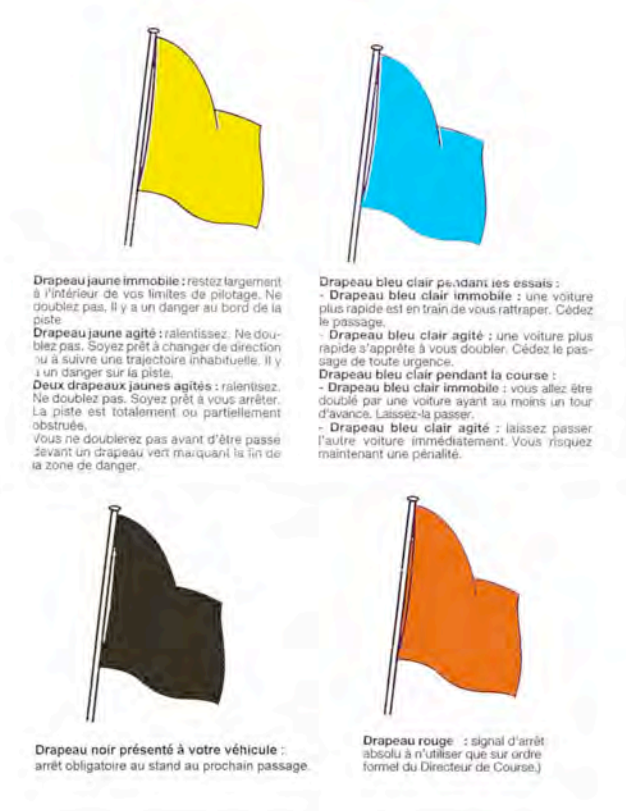 Drapeau jaune immobile : restez largement
à l'intérieur de vos limites de pilotage. Ne
doublez pas. Il y a un danger au bord de la
piste
Drapeau jaune agité : ralentissez. Ne dou-
blez pas. Soyez prêt à changer de direction
ou à suivre une trajectoire inhabituelle. Il y
a un danger sur la piste.
Deux drapeaux jaunes agités : ralentissez.
Ne doublez pas. Soyez prêt à vous arrêter.
La piste est totalement ou partiellement
obstruée.
Vous ne doublerez pas avant d'être passé
devant un drapeau vert marquant la fin de
la zone de danger.
Drapeau bleu clair pendant les essais :
- Drapeau bleu clair immobile : une voiture
plus rapide est en train de vous rattraper. Cédez
le passage.
- Drapeau bleu clair agité : une voiture plus
rapide s'apprête à vous doubler. Cédez le pas-
sage de toute urgence.
Drapeau bleu clair pendant la course :
- Drapeau bleu clair immobile : vous allez être
doublé par une voiture ayant au moins un tour
d'avance. Laissez-la passer.
- Drapeau bleu clair agité : laissez passer
l'autre voiture immédiatement. Vous risquez
maintenant une pénalité.
Drapeau noir présenté à votre véhicule :
arrêt obligatoire au stand au prochain passage.
Drapeau rouge : signal d'arrêt
absolu à n'utiliser que sur ordre
formel du Directeur de Course.)